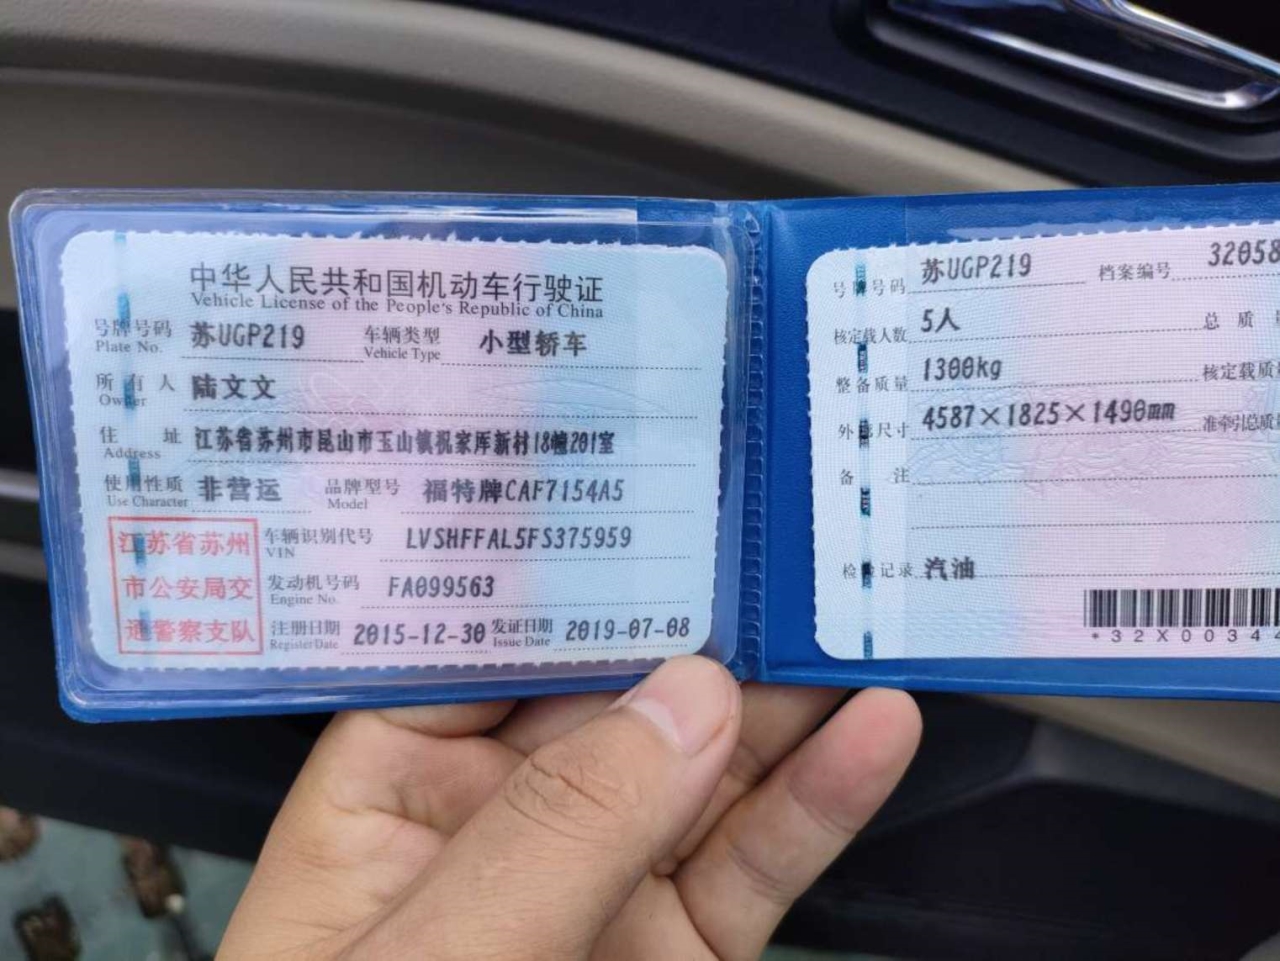 中华人民共和国机动车行驶证
Vehicle License of the People's Republic of China
号牌号码 苏UGP219 车辆类型 小型轿车
Plate No. Vehicle Type
所有人 陆文文
Owner
住址 江苏省苏州市昆山市玉山镇祝家厍新村18幢201室
Address
使用性质 非营运 品牌型号 福特牌CAF7154A5
Use Character Model
江苏省苏州
市公安局交
通警察支队
车辆识别代号 LVSHFFAL5FS375959
VIN
发动机号码 FA099563
Engine No.
注册日期 2015-12-30 发证日期 2019-07-08
Register Date Issue Date
号牌号码 苏UGP219 档案编号 32058
核定载人数 5人 总质
整备质量 1300kg 核定载质
外廓尺寸 4587×1825×1490mm 准牵引总质
备注
检验记录 汽油
*32X00344